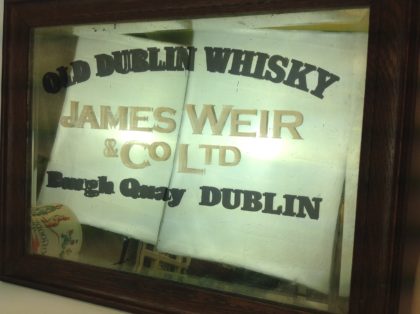 OLD DUBLIN WHISKY
JAMES WEIR
& CO LTD
Burgh Quay DUBLIN